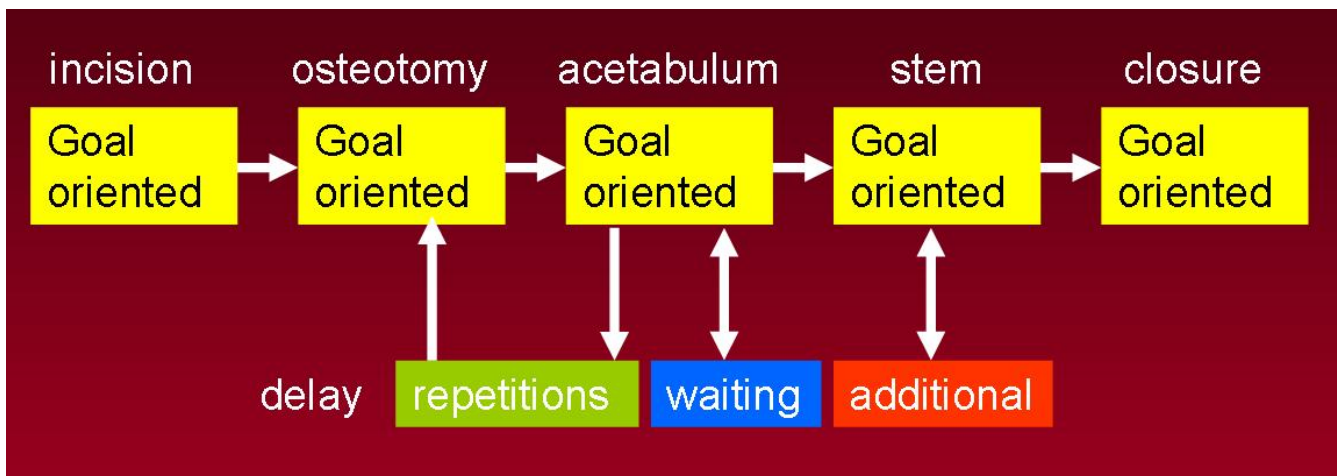 incision osteotomy acetabulum stem closure
Goal oriented
Goal oriented
Goal oriented
Goal oriented
Goal oriented
delay repetitions waiting additional